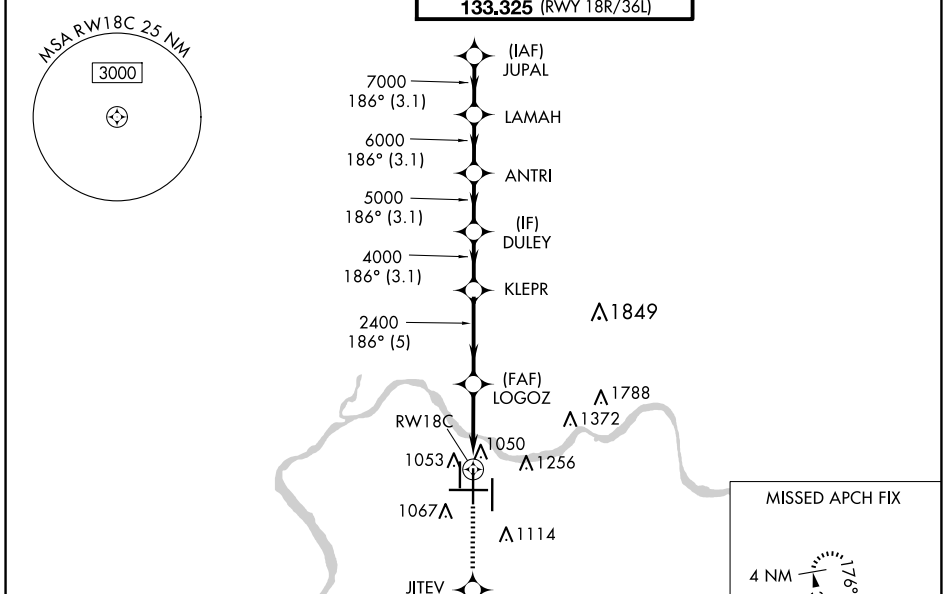 133.325 (RWY 18R/36L)
MSA RW18C 25 NM
3000
(IAF)
JUPAL
7000
186° (3.1)
LAMAH
6000
186° (3.1)
ANTRI
5000
186° (3.1)
(IF)
DULEY
4000
186° (3.1)
KLEPR
1849
2400
186° (5)
(FAF)
LOGOZ
1788
1372
RW18C
1050
1053
1256
1067
1114
MISSED APCH FIX
4 NM
176°
JITEV